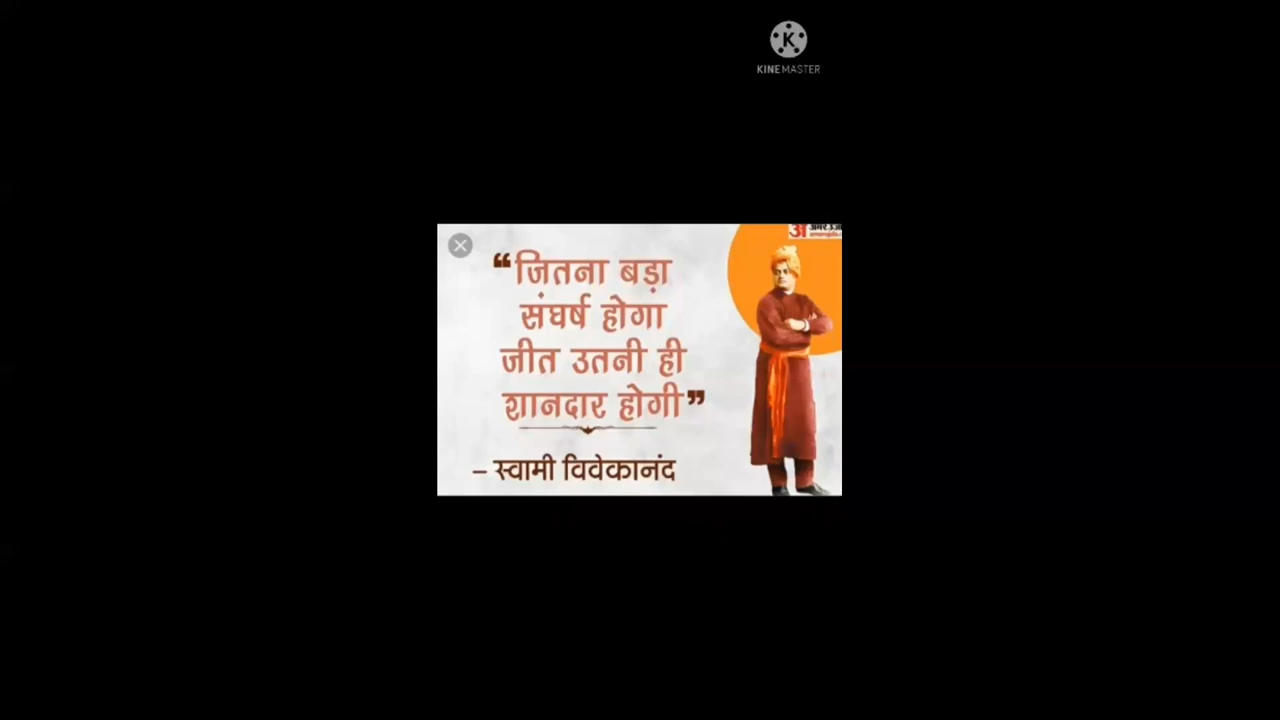 KINEMASTER
अ
“जितना बड़ा
संघर्ष होगा
जीत उतनी ही
शानदार होगी”
– स्वामी विवेकानंद